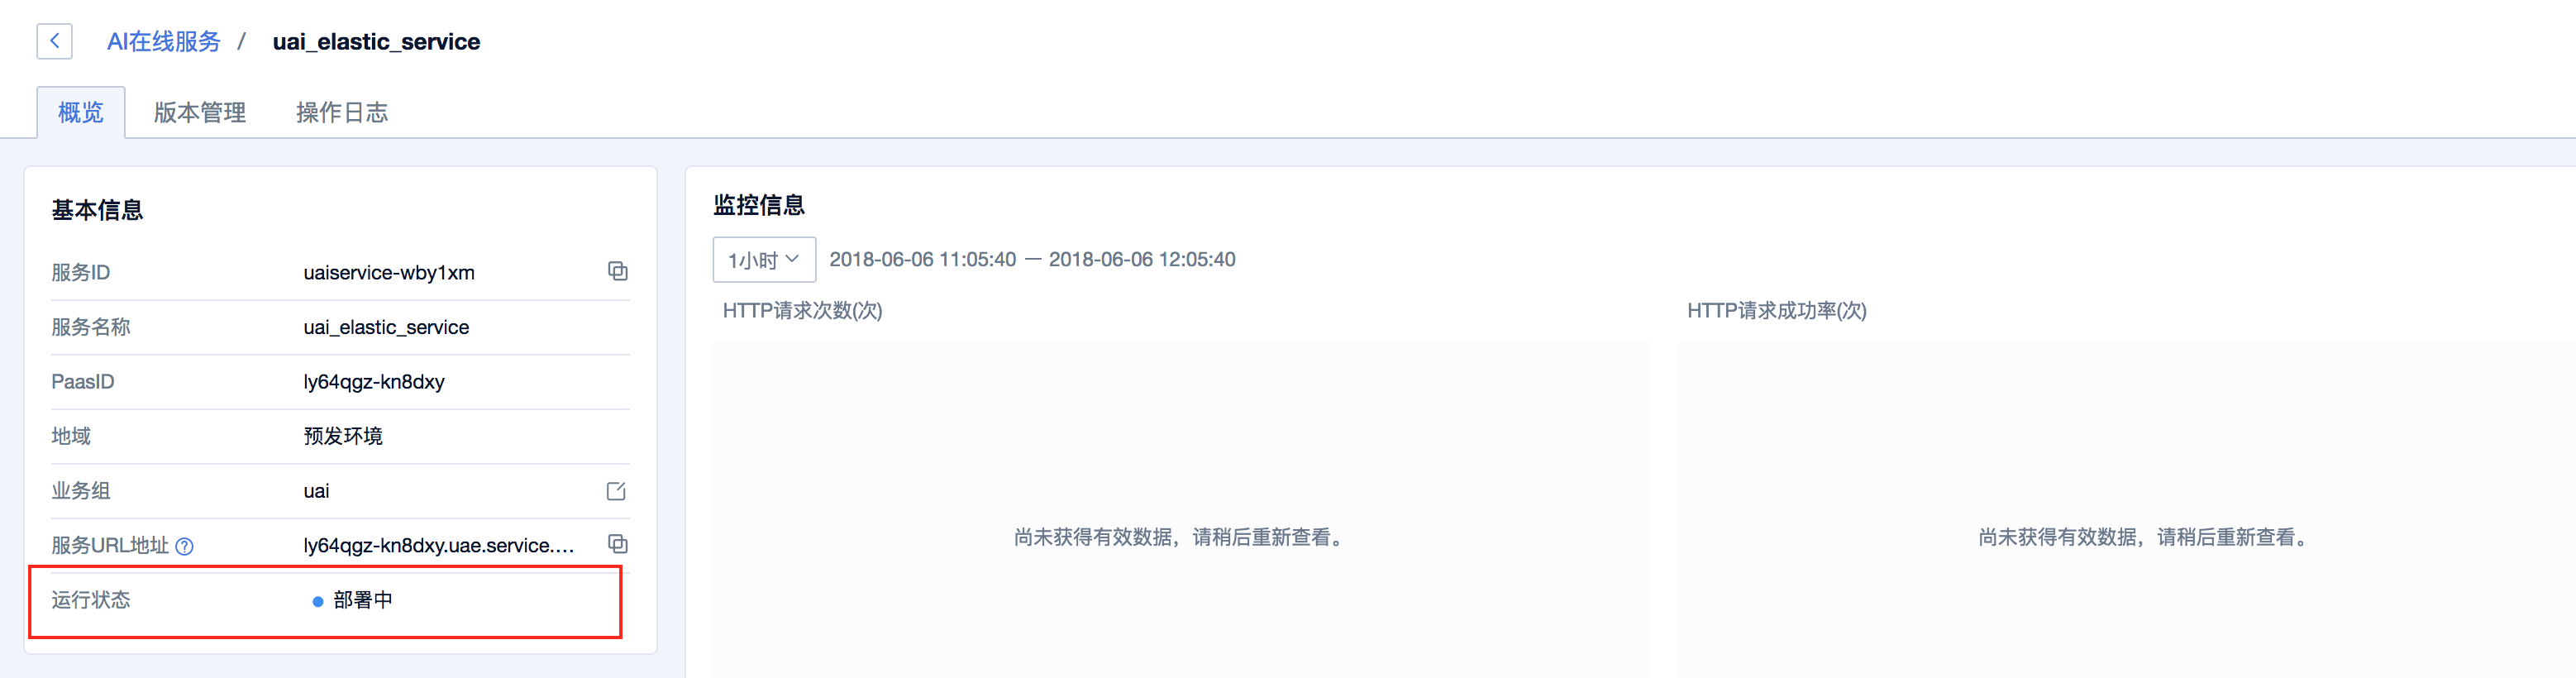 AI在线服务 / uai_elastic_service
概览 版本管理 操作日志
基本信息
服务ID uaiservice-wby1xm
服务名称 uai_elastic_service
PaasID ly64qgz-kn8dxy
地域 预发环境
业务组 uai
服务URL地址 ? ly64qgz-kn8dxy.uae.service....
运行状态 部署中
监控信息
1小时 2018-06-06 11:05:40 — 2018-06-06 12:05:40
HTTP请求次数(次)
尚未获得有效数据，请稍后重新查看。
HTTP请求成功率(次)
尚未获得有效数据，请稍后重新查看。